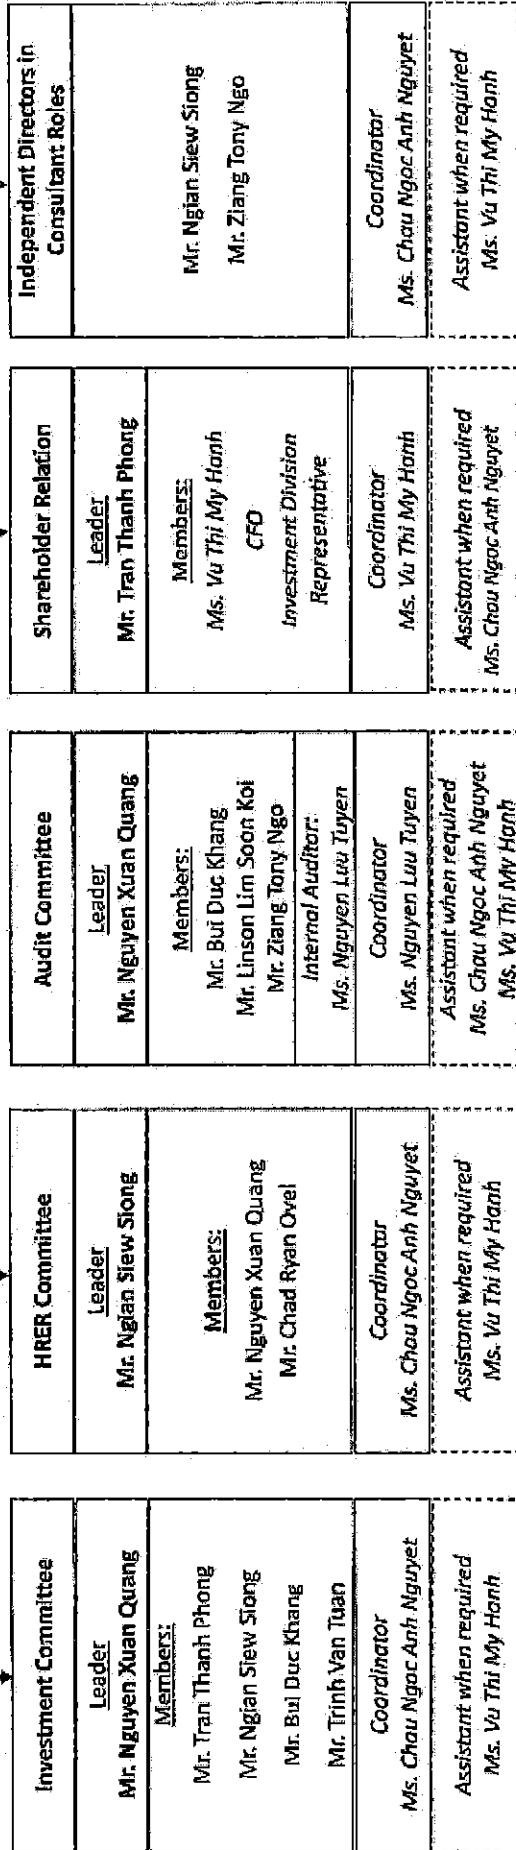 Investment Committee
Leader
Mr. Nguyen Xuan Quang
Members:
Mr. Tran Thanh Phong
Mr. Ngian Siew Siong
Mr. Bui Duc Khang
Mr. Trinh Van Tuan
Coordinator
Ms. Chau Ngoc Anh Nguyet
Assistant when required
Ms. Vu Thi My Hanh
HRER Committee
Leader
Mr. Ngian Siew Siong
Members:
Mr. Nguyen Xuan Quang
Mr. Chad Ryan Ovel
Coordinator
Ms. Chau Ngoc Anh Nguyet
Assistant when required
Ms. Vu Thi My Hanh
Audit Committee
Leader
Mr. Nguyen Xuan Quang
Members:
Mr. Bui Duc Khang
Mr. Linson Lim Soon Koi
Mr. Ziang Tony Ngo
Internal Auditor:
Ms. Nguyen Luu Tuyen
Coordinator
Ms. Nguyen Luu Tuyen
Assistant when required
Ms. Chau Ngoc Anh Nguyet
Ms. Vu Thi My Hanh
Shareholder Relation
Leader
Mr. Tran Thanh Phong
Members:
Ms. Vu Thi My Hanh
CFO
Investment Division
Representative
Coordinator
Ms. Vu Thi My Hanh
Assistant when required
Ms. Chau Ngoc Anh Nguyet
Independent Directors in
Consultant Roles
Mr. Ngian Siew Siong
Mr. Ziang Tony Ngo
Coordinator
Ms. Chau Ngoc Anh Nguyet
Assistant when required
Ms. Vu Thi My Hanh